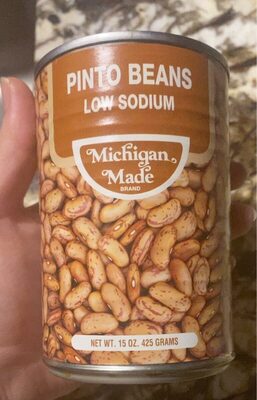 PINTO BEANS
LOW SODIUM
Michigan
Made
BRAND
NET WT. 15 OZ. 425 GRAMS